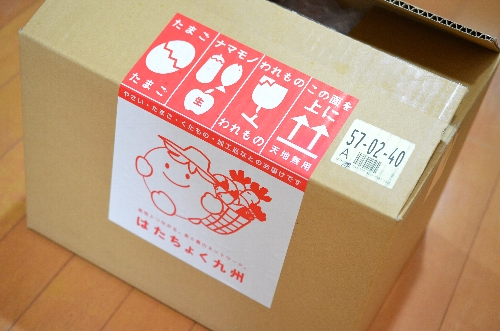 たまご
たまご
ナマモノ
生
われもの
われもの
この面を
上に
天地無用
やさい・たまご・くだもの・加工品などのお届けです
はたちょく九州
57-02-40
A